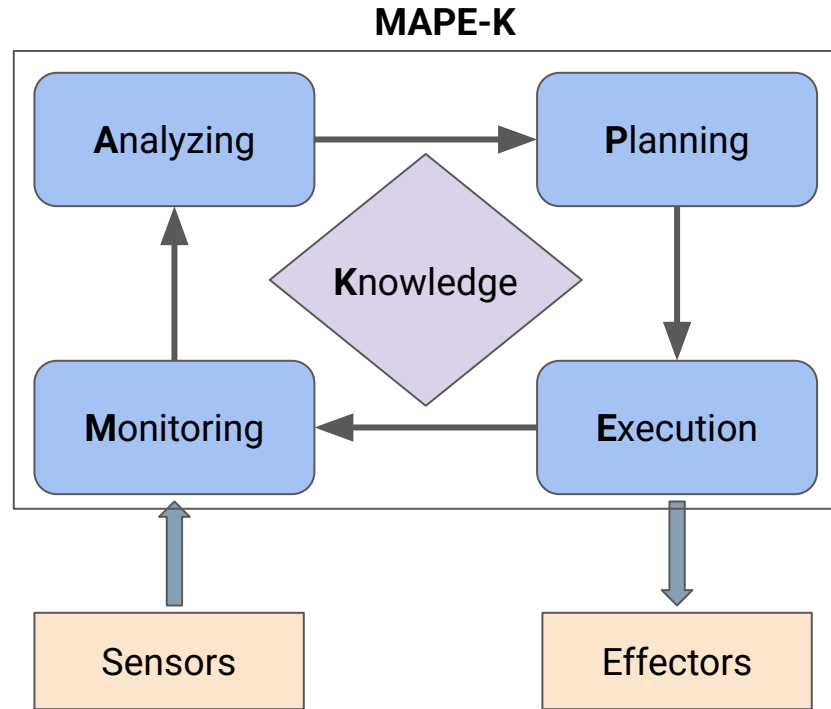 MAPE-K
Analyzing
Planning
Knowledge
Monitoring
Execution
Sensors
Effectors